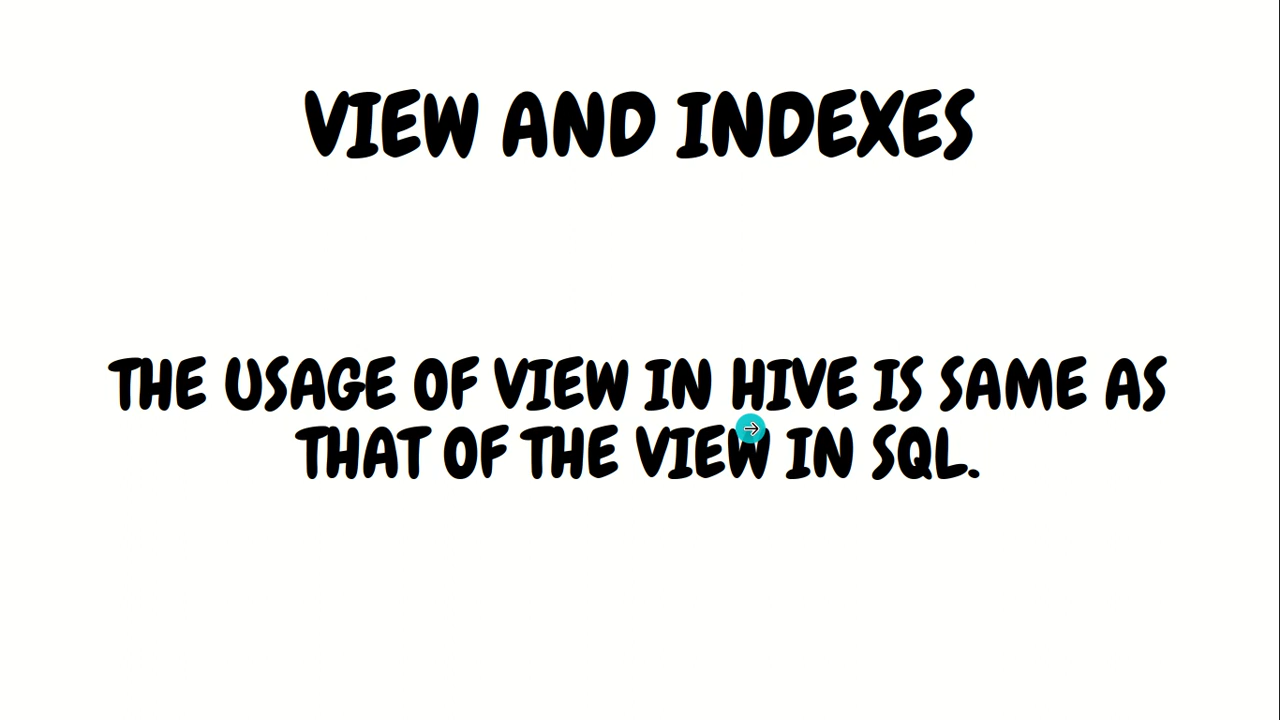 VIEW AND INDEXES
THE USAGE OF VIEW IN HIVE IS SAME AS
THAT OF THE VIEW IN SQL.